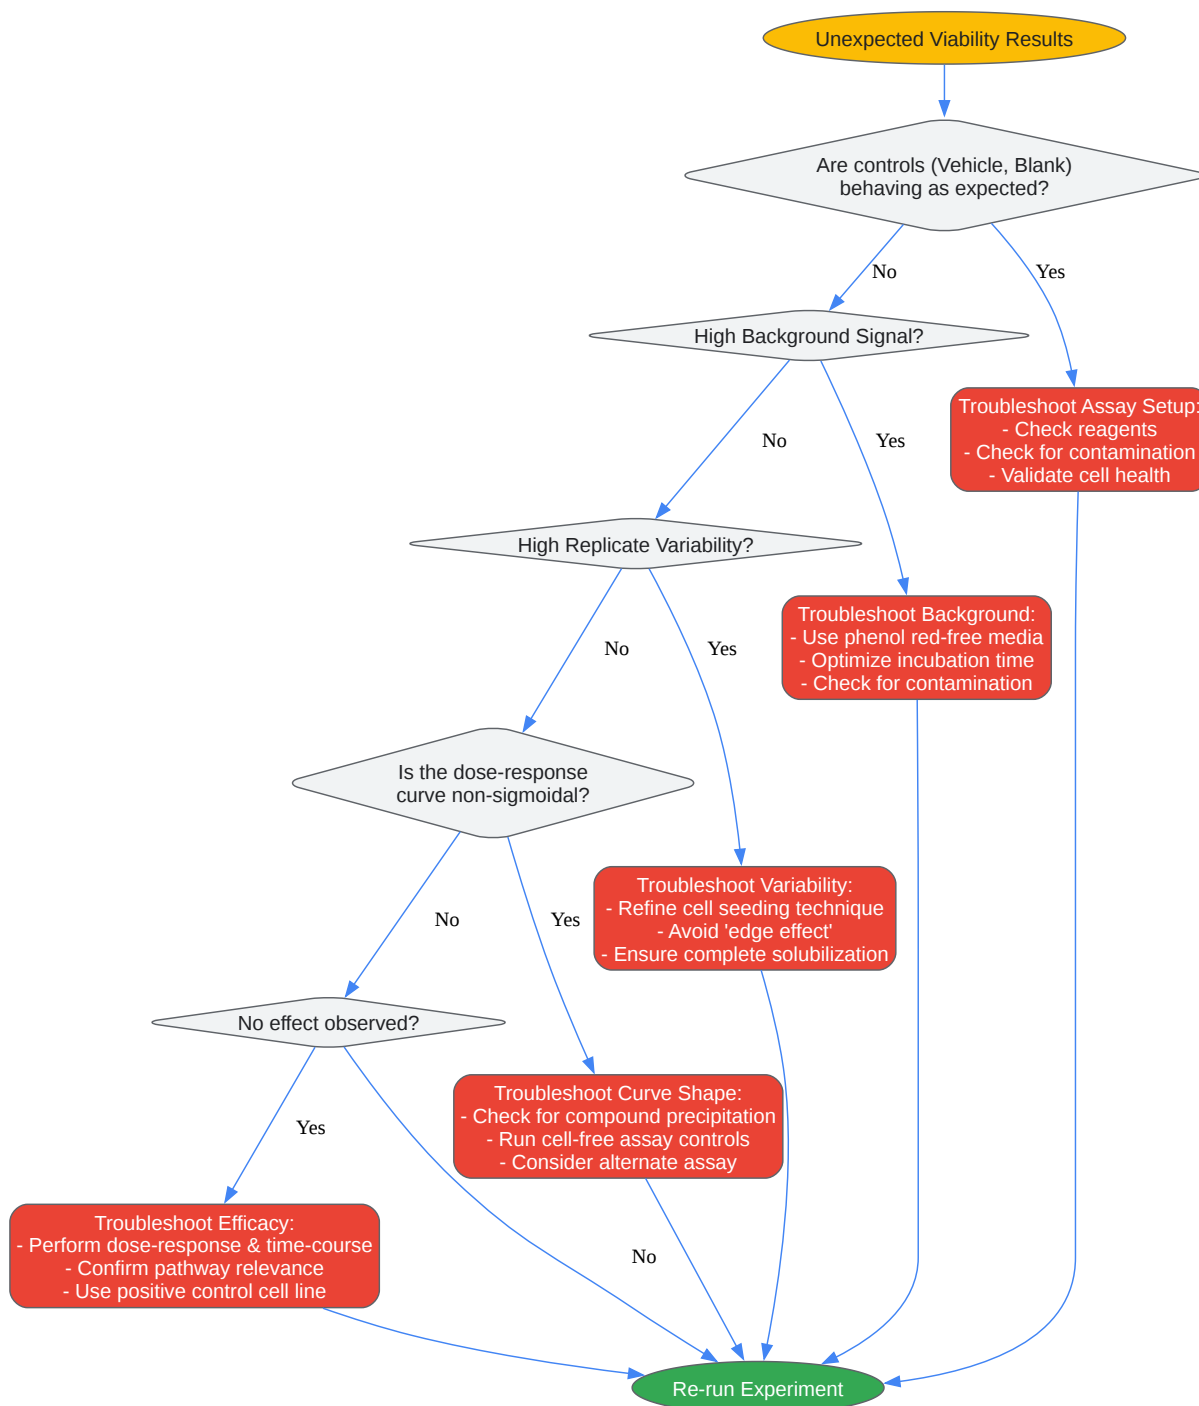 Unexpected Viability Results
Are controls (Vehicle, Blank)
behaving as expected?
No
Yes
High Background Signal?
Troubleshoot Assay Setup:
- Check reagents
- Check for contamination
- Validate cell health
No
Yes
High Replicate Variability?
Troubleshoot Background:
- Use phenol red-free media
- Optimize incubation time
- Check for contamination
No
Yes
Is the dose-response
curve non-sigmoidal?
Troubleshoot Variability:
- Refine cell seeding technique
- Avoid 'edge effect'
- Ensure complete solubilization
No
Yes
No effect observed?
Troubleshoot Curve Shape:
- Check for compound precipitation
- Run cell-free assay controls
- Consider alternate assay
Yes
Troubleshoot Efficacy:
- Perform dose-response & time-course
- Confirm pathway relevance
- Use positive control cell line
No
Re-run Experiment